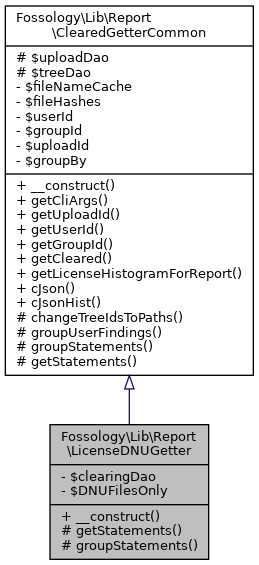 Fossology\Lib\Report
\ClearedGetterCommon
# $uploadDao
# $treeDao
- $fileNameCache
- $fileHashes
- $userId
- $groupId
- $uploadId
- $groupBy
+ __construct()
+ getCliArgs()
+ getUploadId()
+ getUserId()
+ getGroupId()
+ getCleared()
+ getLicenseHistogramForReport()
+ cJson()
+ cJsonHist()
# changeTreeIdsToPaths()
# groupUserFindings()
# groupStatements()
# getStatements()
Fossology\Lib\Report
\LicenseDNUGetter
- $clearingDao
- $DNUFilesOnly
+ __construct()
# getStatements()
# groupStatements()